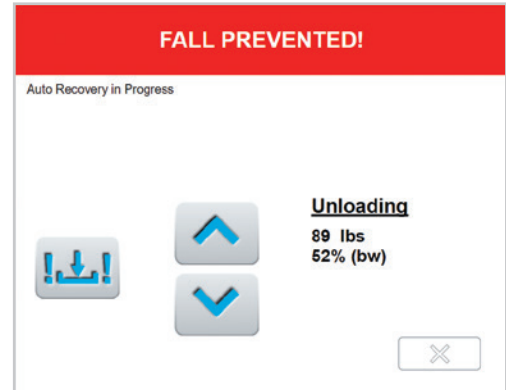 FALL PREVENTED!
Auto Recovery in Progress
Unloading
89 lbs
52% (bw)